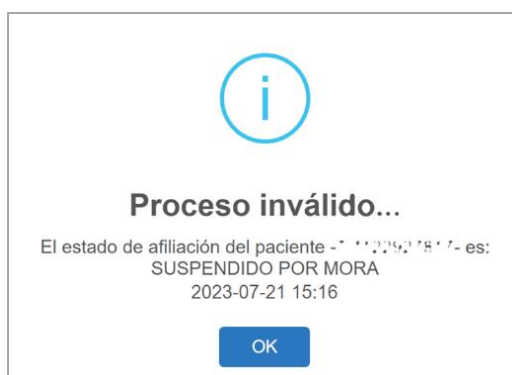 i
Proceso inválido...
El estado de afiliación del paciente es:
SUSPENDIDO POR MORA
2023-07-21 15:16
OK